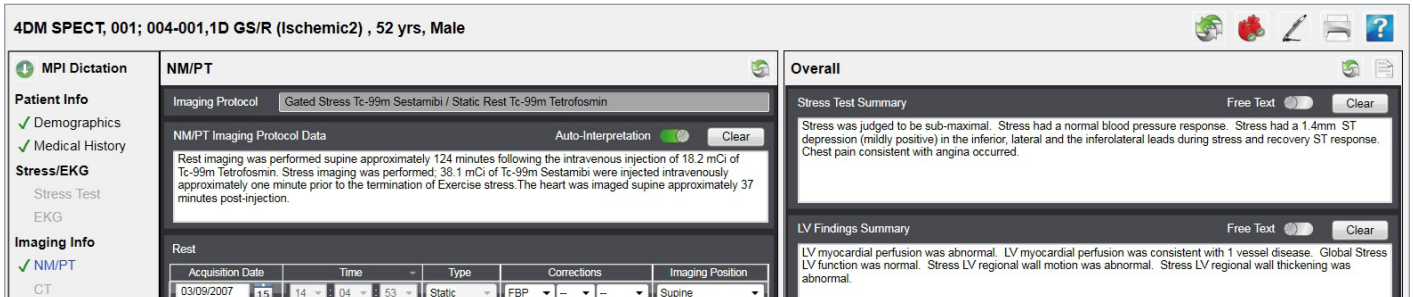 4DM SPECT, 001; 004-001,1D GS/R (Ischemic2) , 52 yrs, Male
MPI Dictation
Patient Info
Demographics
Medical History
Stress/EKG
Stress Test
EKG
Imaging Info
NM/PT
CT
NM/PT
Imaging Protocol Gated Stress Tc-99m Sestamibi / Static Rest Tc-99m Tetrofosmin
NM/PT Imaging Protocol Data Auto-Interpretation Clear
Rest imaging was performed supine approximately 124 minutes following the intravenous injection of 18.2 mCi of
Tc-99m Tetrofosmin. Stress imaging was performed; 38.1 mCi of Tc-99m Sestamibi were injected intravenously
approximately one minute prior to the termination of Exercise stress.The heart was imaged supine approximately 37
minutes post-injection.
Rest
Acquisition Date Time Type Corrections Imaging Position
03/09/2007 15 14 : 04 : 53 Static FBP -- -- Supine
Overall
Stress Test Summary Free Text Clear
Stress was judged to be sub-maximal. Stress had a normal blood pressure response. Stress had a 1.4mm ST
depression (mildly positive) in the inferior, lateral and the inferolateral leads during stress and recovery ST response.
Chest pain consistent with angina occurred.
LV Findings Summary Free Text Clear
LV myocardial perfusion was abnormal. LV myocardial perfusion was consistent with 1 vessel disease. Global Stress
LV function was normal. Stress LV regional wall motion was abnormal. Stress LV regional wall thickening was
abnormal.